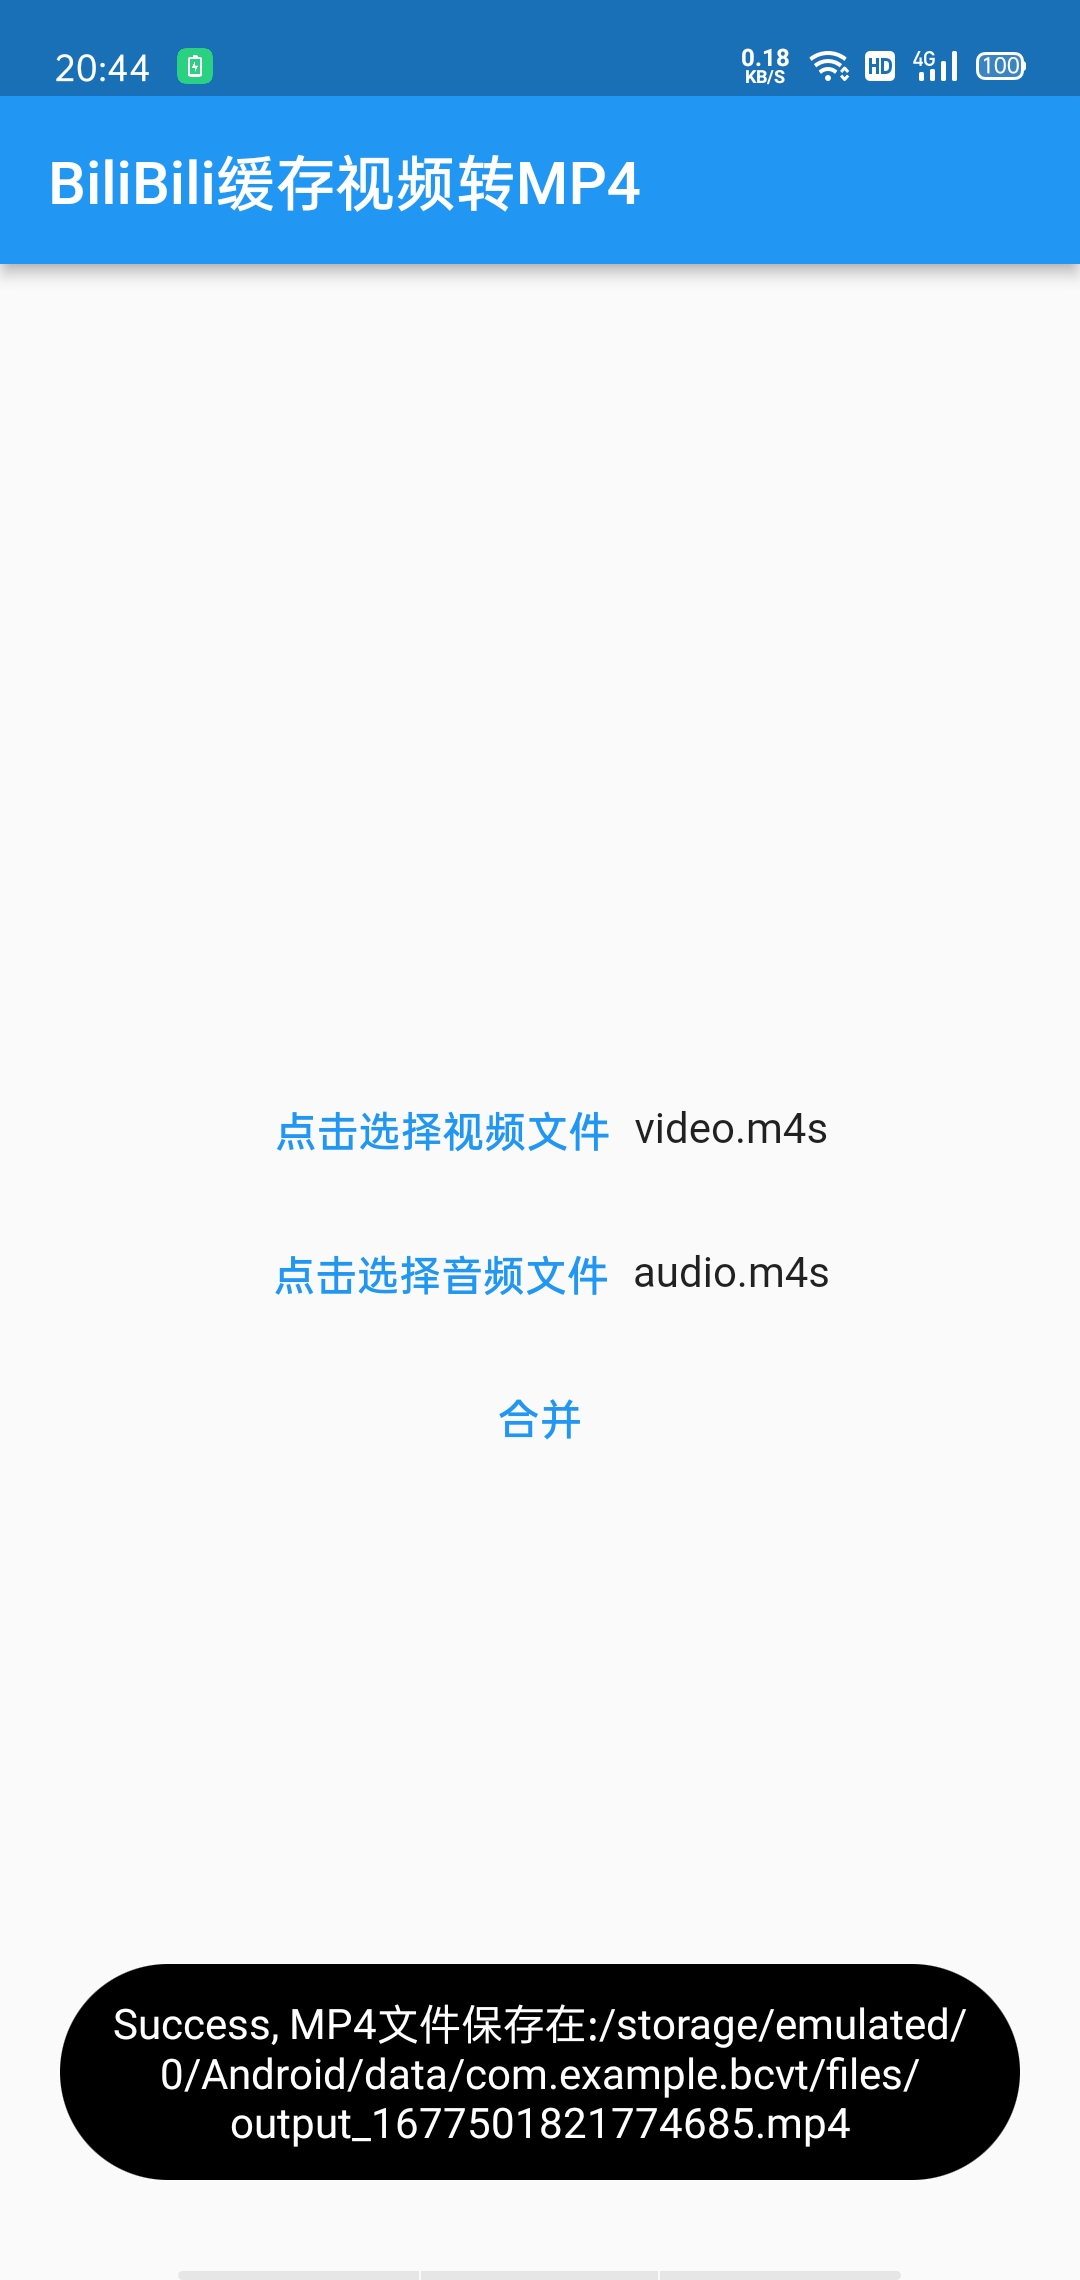 20:44
0.18
KB/S
HD
4G
100
BiliBili缓存视频转MP4
点击选择视频文件 video.m4s
点击选择音频文件 audio.m4s
合并
Success, MP4文件保存在:/storage/emulated/
0/Android/data/com.example.bcvt/files/
output_1677501821774685.mp4